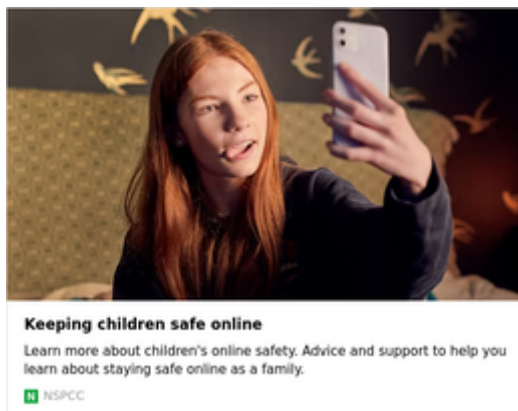 Keeping children safe online
Learn more about children's online safety. Advice and support to help you
learn about staying safe online as a family.
N NSPCC